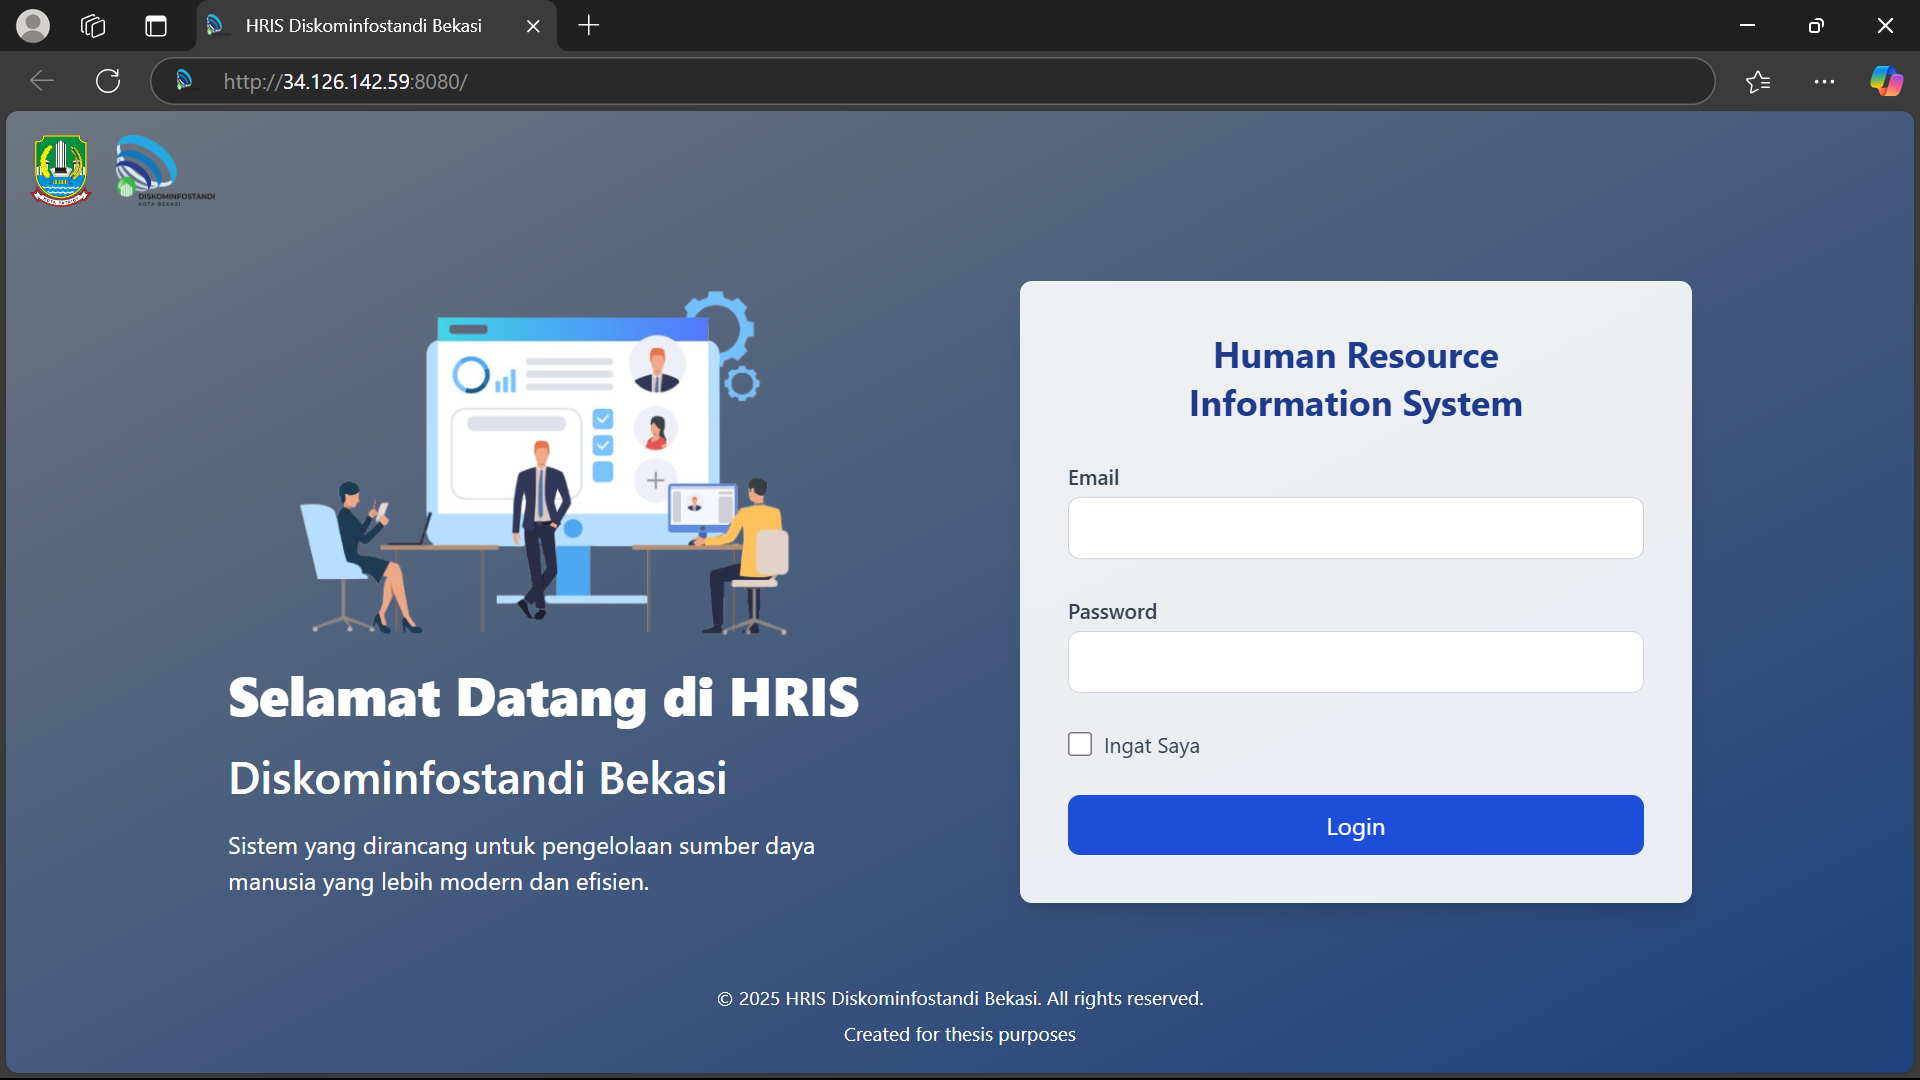 HRIS Diskominfostandi Bekasi
http://34.126.142.59:8080/
DISKOMINFOSTANDI
KOTA BEKASI
Human Resource
Information System
Email
Password
Ingat Saya
Login
Selamat Datang di HRIS
Diskominfostandi Bekasi
Sistem yang dirancang untuk pengelolaan sumber daya
manusia yang lebih modern dan efisien.
© 2025 HRIS Diskominfostandi Bekasi. All rights reserved.
Created for thesis purposes